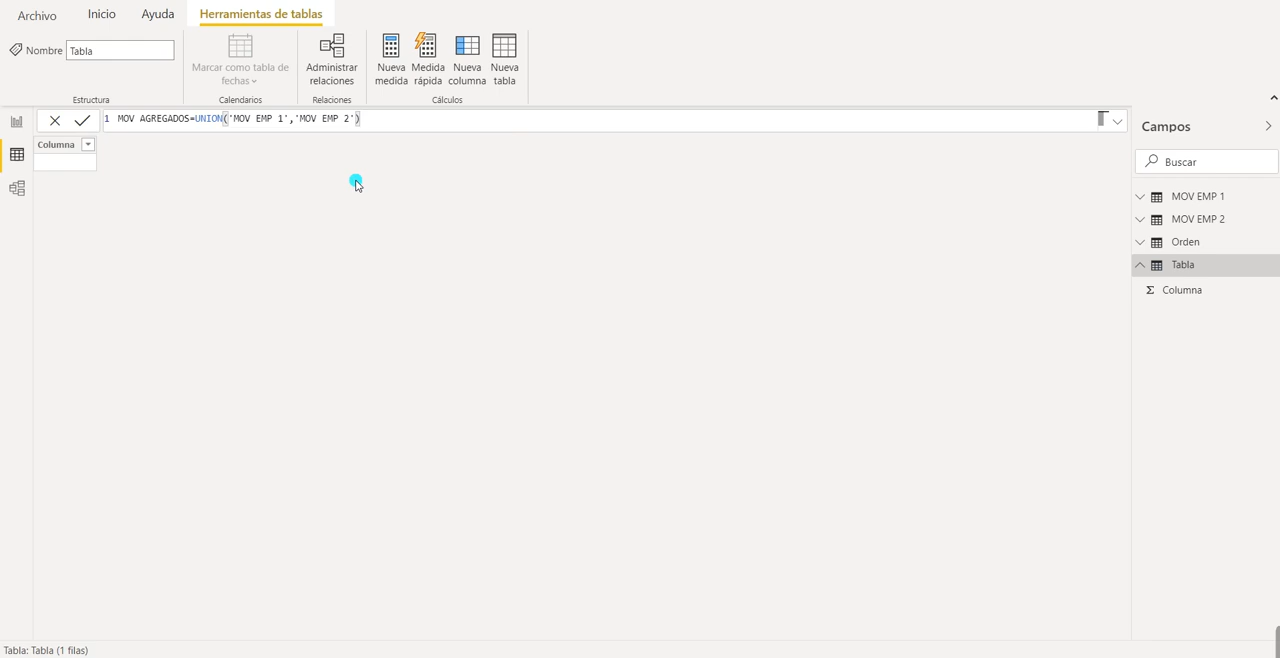 Archivo Inicio Ayuda Herramientas de tablas
Nombre Tabla
Marcar como tabla de fechas
Administrar relaciones
Nueva medida
Medida rápida
Nueva columna
Nueva tabla
Estructura Calendarios Relaciones Cálculos
1 MOV AGREGADOS=UNION('MOV EMP 1','MOV EMP 2')
Columna
Campos
Buscar
MOV EMP 1
MOV EMP 2
Orden
Tabla
Σ Columna
Tabla: Tabla (1 filas)